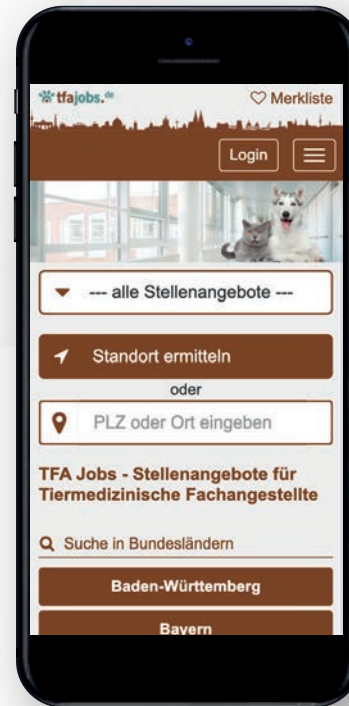 tfajobs.de
Merkliste
Login
--- alle Stellenangebote ---
Standort ermitteln
oder
PLZ oder Ort eingeben
TFA Jobs - Stellenangebote für
Tiermedizinische Fachangestellte
Suche in Bundesländern
Baden-Württemberg
Bayern